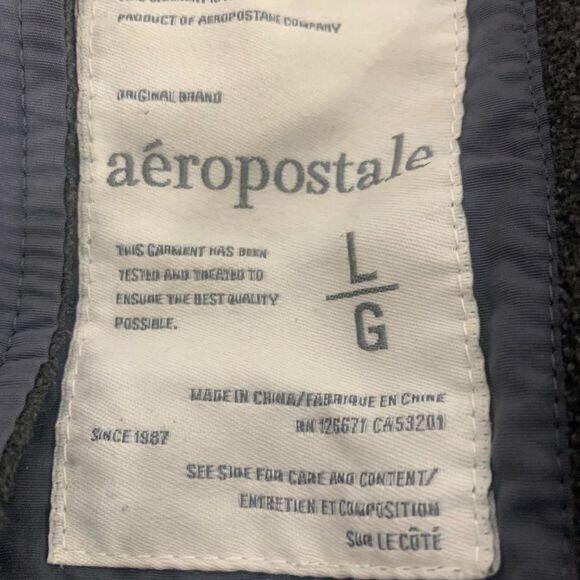 PRODUCT OF AEROPOSTALE COMPANY
ORIGINAL BRAND
aéropostale
THIS GARMENT HAS BEEN
TESTED AND TREATED TO
ENSURE THE BEST QUALITY
POSSIBLE.
L
G
MADE IN CHINA/FABRIQUE EN CHINE
RN 126671 CA53201
SINCE 1987
SEE SIDE FOR CARE AND CONTENT/
ENTRETIEN ET COMPOSITION
SUR LE CÔTÉ